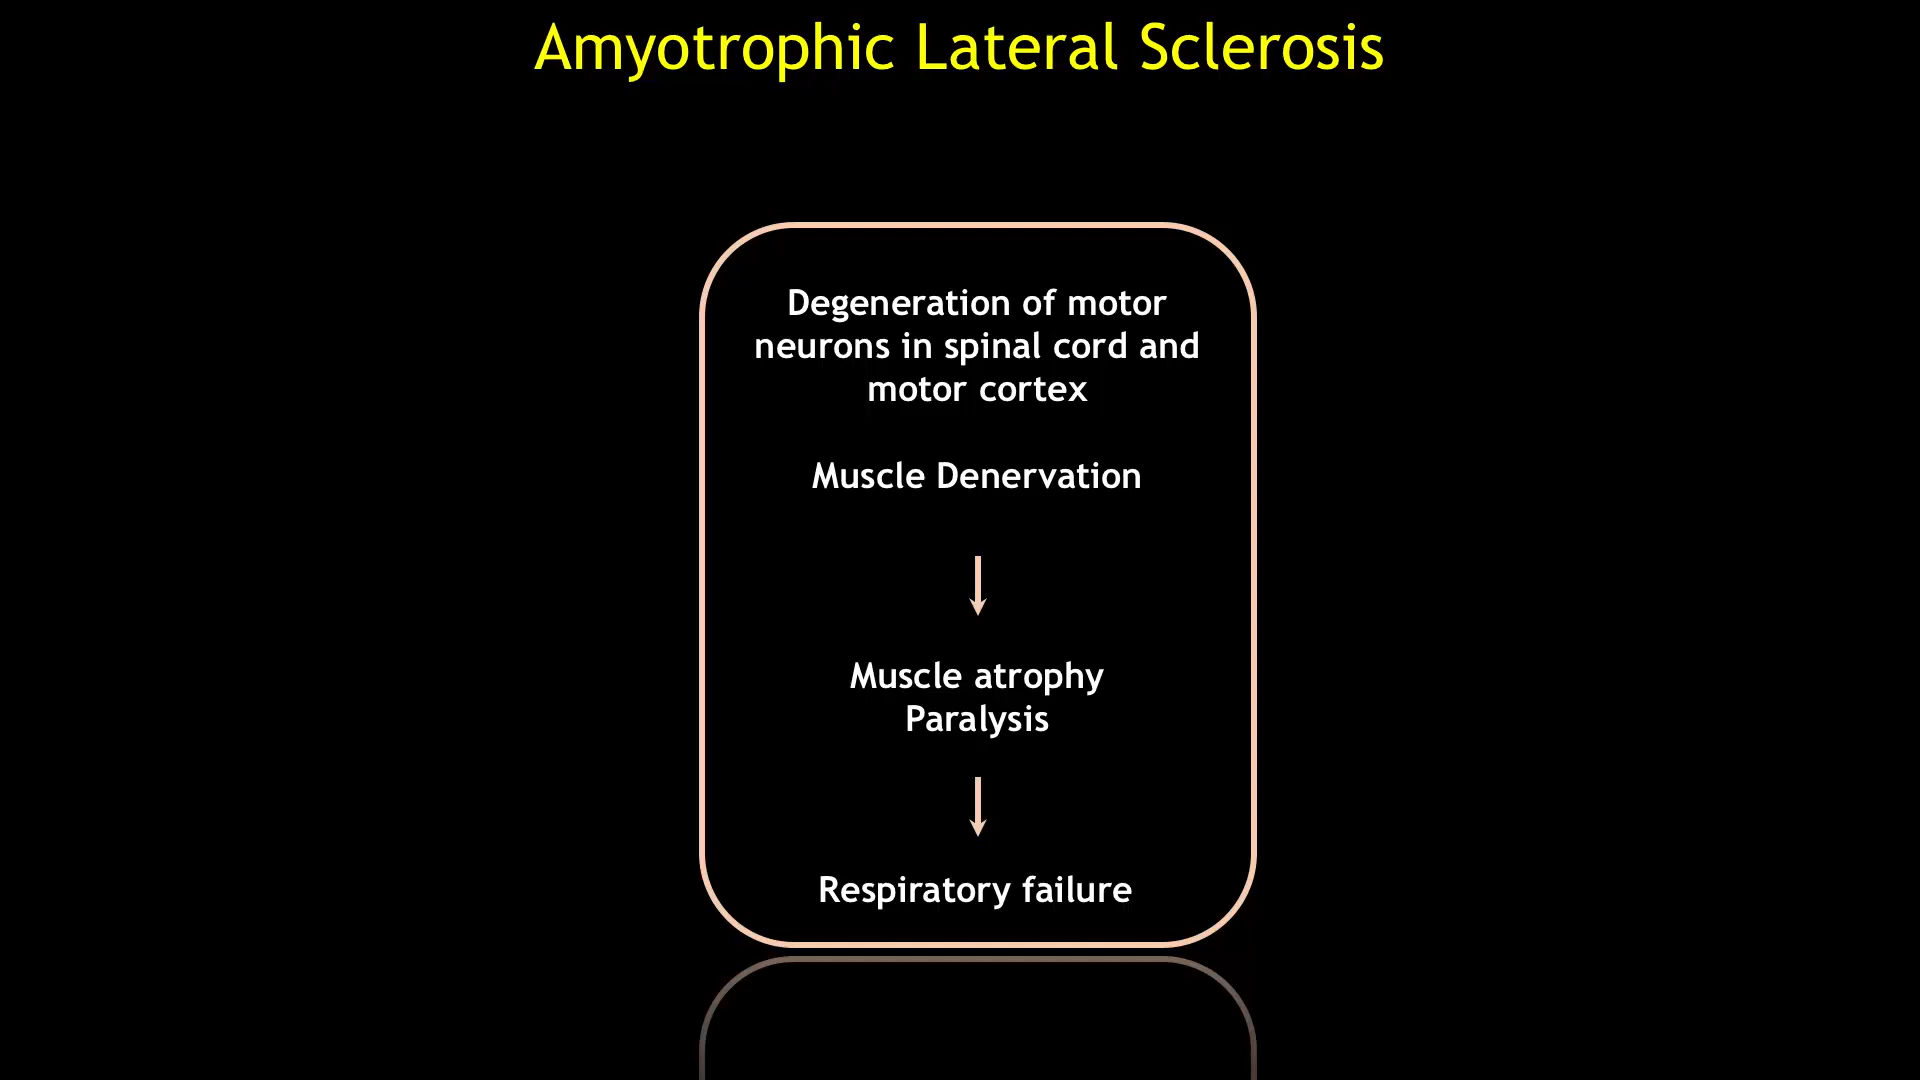 Amyotrophic Lateral Sclerosis
Degeneration of motor
neurons in spinal cord and
motor cortex
Muscle Denervation
Muscle atrophy
Paralysis
Respiratory failure